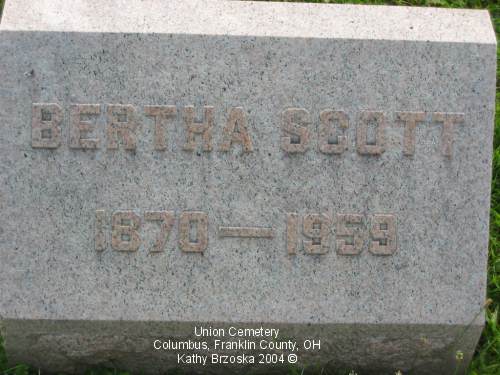 BERTHA SCOTT
1870—1959
Union Cemetery
Columbus, Franklin County, OH
Kathy Brzoska 2004 ©